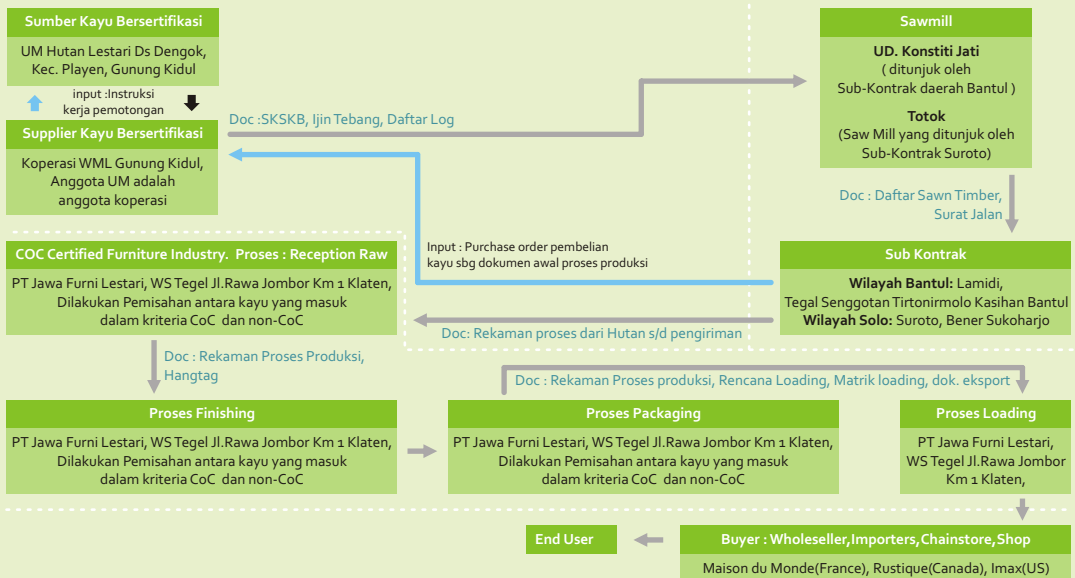 Sumber Kayu Bersertifikasi
UM Hutan Lestari Ds Dengok,
Kec. Playen, Gunung Kidul
input :Instruksi
kerja pemotongan
Supplier Kayu Bersertifikasi
Koperasi WML Gunung Kidul,
Anggota UM adalah
anggota koperasi
Doc :SKSKB, Ijin Tebang, Daftar Log
Sawmill
UD. Konstiti Jati
( ditunjuk oleh
Sub-Kontrak daerah Bantul )
Totok
(Saw Mill yang ditunjuk oleh
Sub-Kontrak Suroto)
Doc : Daftar Sawn Timber,
Surat Jalan
Sub Kontrak
Wilayah Bantul: Lamidi,
Tegal Senggotan Tirtonirmolo Kasihan Bantul
Wilayah Solo: Suroto, Bener Sukoharjo
Input : Purchase order pembelian
kayu sbg dokumen awal proses produksi
Doc: Rekaman proses dari Hutan s/d pengiriman
COC Certified Furniture Industry. Proses : Reception Raw
PT Jawa Furni Lestari, WS Tegel Jl.Rawa Jombor Km 1 Klaten,
Dilakukan Pemisahan antara kayu yang masuk
dalam kriteria CoC dan non-CoC
Doc : Rekaman Proses Produksi,
Hangtag
Proses Finishing
PT Jawa Furni Lestari, WS Tegel Jl.Rawa Jombor Km 1 Klaten,
Dilakukan Pemisahan antara kayu yang masuk
dalam kriteria CoC dan non-CoC
Doc : Rekaman Proses produksi, Rencana Loading, Matrik loading, dok. eksport
Proses Packaging
PT Jawa Furni Lestari, WS Tegel Jl.Rawa Jombor Km 1 Klaten,
Dilakukan Pemisahan antara kayu yang masuk
dalam kriteria CoC dan non-CoC
Proses Loading
PT Jawa Furni Lestari,
WS Tegel Jl.Rawa Jombor
Km 1 Klaten,
Buyer : Wholeseller,Importers,Chainstore,Shop
Maison du Monde(France), Rustique(Canada), Imax(US)
End User